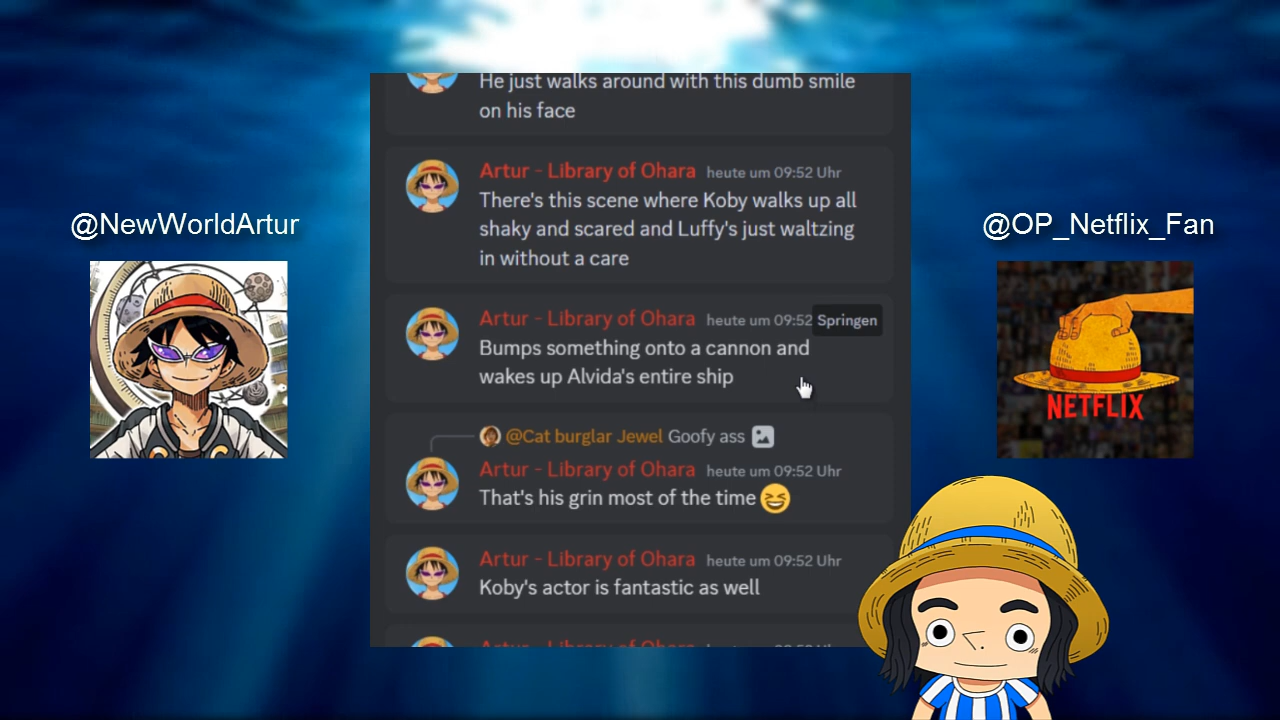 He just walks around with this dumb smile
on his face
Artur - Library of Ohara heute um 09:52 Uhr
There's this scene where Koby walks up all
shaky and scared and Luffy's just waltzing
in without a care
@NewWorldArtur
@OP_Netflix_Fan
Artur - Library of Ohara heute um 09:52 Springen
Bumps something onto a cannon and
wakes up Alvida's entire ship
NETFLIX
@Cat burglar Jewel Goofy ass
Artur - Library of Ohara heute um 09:52 Uhr
That's his grin most of the time
Artur - Library of Ohara heute um 09:52 Uhr
Koby's actor is fantastic as well